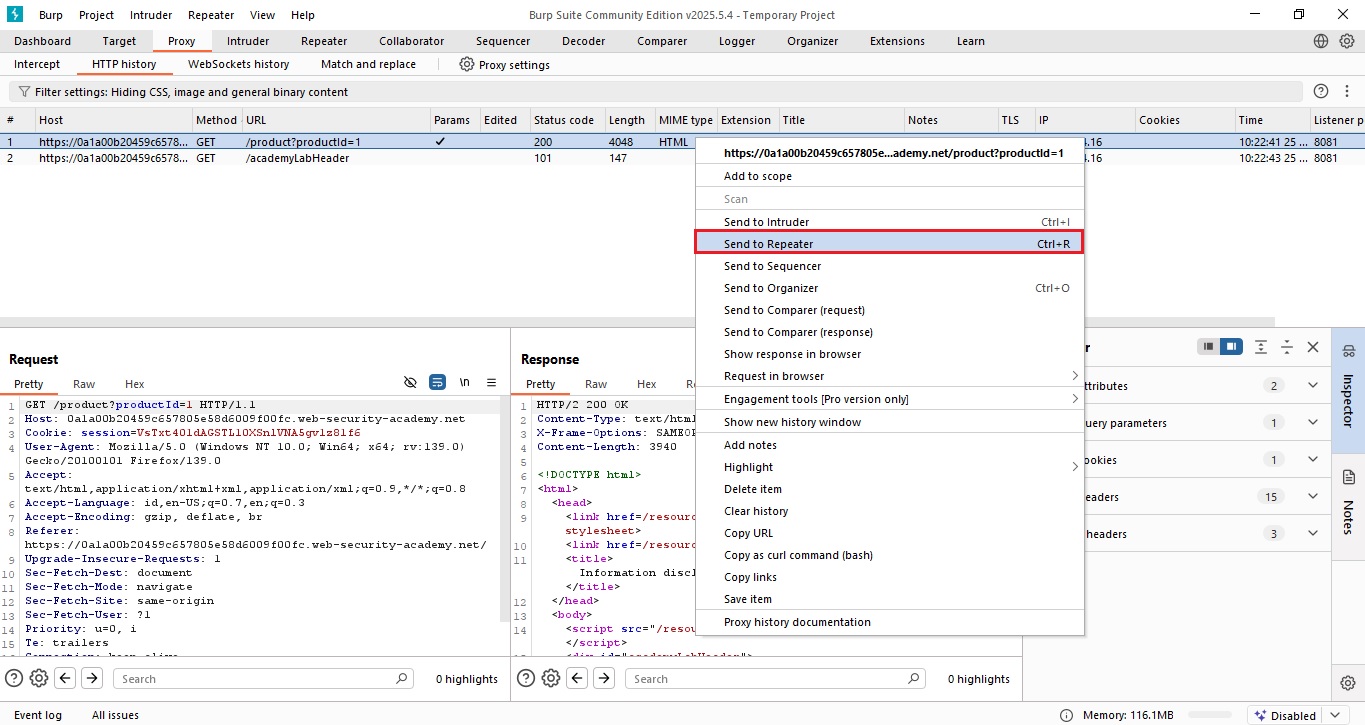 Burp Project Intruder Repeater View Help Burp Suite Community Edition v2025.5.4 - Temporary Project
Dashboard Target Proxy Intruder Repeater Collaborator Sequencer Decoder Comparer Logger Organizer Extensions Learn
Intercept HTTP history WebSockets history Match and replace Proxy settings
Filter settings: Hiding CSS, image and general binary content
# Host Method URL Params Edited Status code Length MIME type Extension Title Notes TLS IP Cookies Time Listener p
1 https://0a1a00b20459c6578... GET /product?productId=1 ✓ 200 4048 HTML 4.16 10:22:41 25 ... 8081
2 https://0a1a00b20459c6578... GET /academyLabHeader 101 147 4.16 10:22:43 25 ... 8081
https://0a1a00b20459c657805e...ademy.net/product?productId=1
Add to scope
Scan
Send to Intruder Ctrl+I
Send to Repeater Ctrl+R
Send to Sequencer
Send to Organizer Ctrl+O
Send to Comparer (request)
Send to Comparer (response)
Show response in browser
Request in browser
Engagement tools [Pro version only]
Show new history window
Add notes
Highlight
Delete item
Clear history
Copy URL
Copy as curl command (bash)
Copy links
Save item
Proxy history documentation
Request
Pretty Raw Hex \n
1 GET /product?productId=1 HTTP/1.1
2 Host: 0a1a00b20459c657805e58d6009f00fc.web-security-academy.net
3 Cookie: session=VsTxt40ldAGSTL1OXSnlVNA5gvlz8lf6
4 User-Agent: Mozilla/5.0 (Windows NT 10.0; Win64; x64; rv:139.0)
Gecko/20100101 Firefox/139.0
5 Accept:
text/html,application/xhtml+xml,application/xml;q=0.9,*/*;q=0.8
6 Accept-Language: id,en-US;q=0.7,en;q=0.3
7 Accept-Encoding: gzip, deflate, br
8 Referer:
https://0a1a00b20459c657805e58d6009f00fc.web-security-academy.net/
9 Upgrade-Insecure-Requests: 1
10 Sec-Fetch-Dest: document
11 Sec-Fetch-Mode: navigate
12 Sec-Fetch-Site: same-origin
13 Sec-Fetch-User: ?1
14 Priority: u=0, i
15 Te: trailers
Response
Pretty Raw Hex R
1 HTTP/2 200 OK
2 Content-Type: text/html
3 X-Frame-Options: SAMEOR
4 Content-Length: 3940
5
6 <!DOCTYPE html>
7 <html>
8 <head>
9 <link href=/resour
stylesheet>
10 <link href=/resour
11 <title>
Information discl
</title>
12 </head>
13 <body>
14 <script src="/resou
</script>
r
ttributes 2
uery parameters 1
ookies 1
eaders 15
headers 3
Inspector
Notes
Search 0 highlights
Search 0 highlights
Event log All issues Memory: 116.1MB Disabled